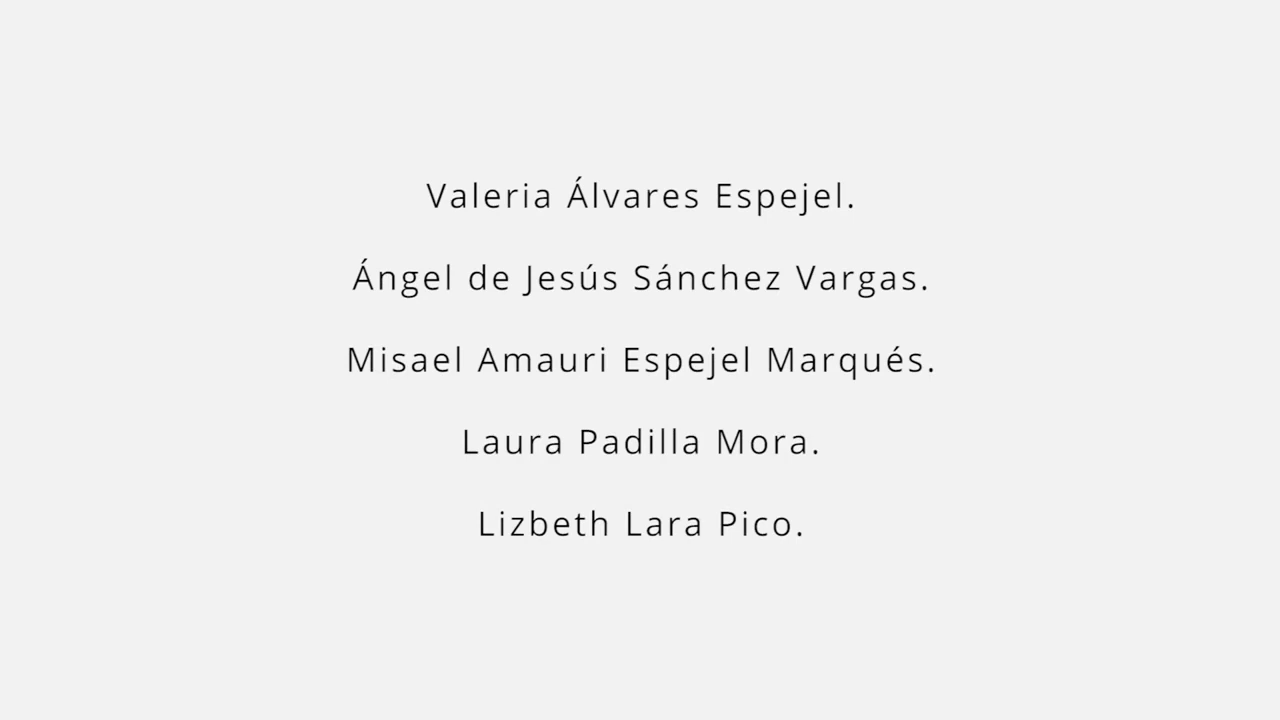 Valeria Álvares Espejel.
Ángel de Jesús Sánchez Vargas.
Misael Amauri Espejel Marqués.
Laura Padilla Mora.
Lizbeth Lara Pico.